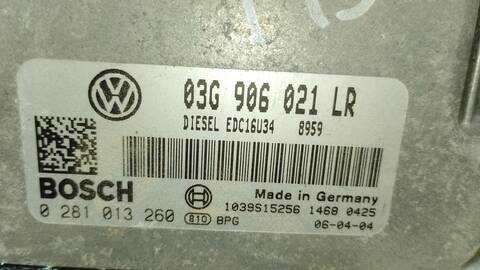 03G 906 021 LR
DIESEL EDC16U34 8959
BOSCH
Made in Germany
0 281 013 260 810 BPG 1039S15256 1468 0425
06-04-04